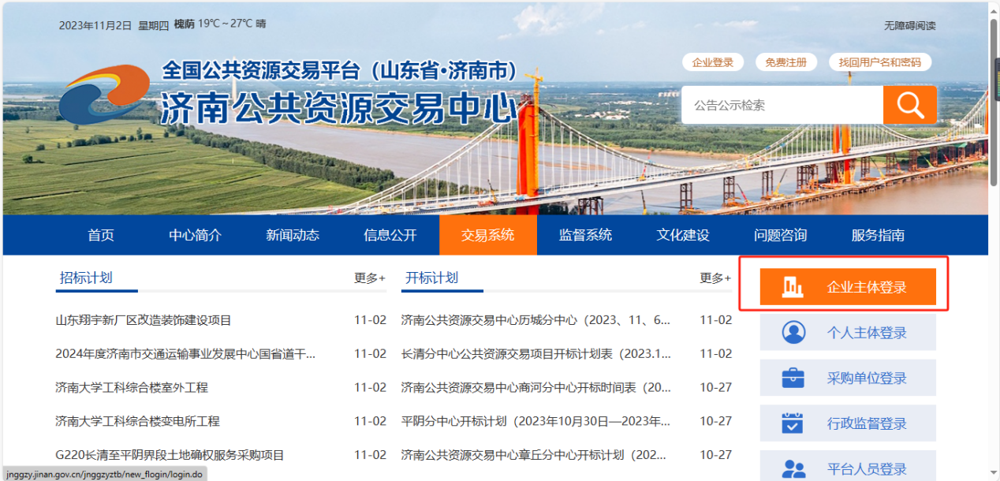 2023年11月2日 星期四 槐荫 19℃~27℃ 晴
无障碍阅读
全国公共资源交易平台（山东省·济南市）
济南公共资源交易中心
企业登录 免费注册 找回用户名和密码
公告公示检索
首页 中心简介 新闻动态 信息公开 交易系统 监督系统 文化建设 问题咨询 服务指南
招标计划 更多+
山东翔宇新厂区改造装饰建设项目 11-02
2024年度济南市交通运输事业发展中心国省道干... 11-02
济南大学工科综合楼室外工程 11-02
济南大学工科综合楼变电所工程 11-02
G220长清至平阴界段土地确权服务采购项目 11-02
开标计划 更多+
济南公共资源交易中心历城分中心（2023、11、6... 11-02
长清分中心公共资源交易项目开标计划表（2023.1... 11-02
济南公共资源交易中心商河分中心开标时间表（20... 10-27
平阴分中心开标计划（2023年10月30日—2023年... 10-27
济南公共资源交易中心章丘分中心开标计划（202... 10-27
企业主体登录
个人主体登录
采购单位登录
行政监督登录
平台人员登录
jnggzy.jinan.gov.cn/jnggzyztb/new_flogin/login.do